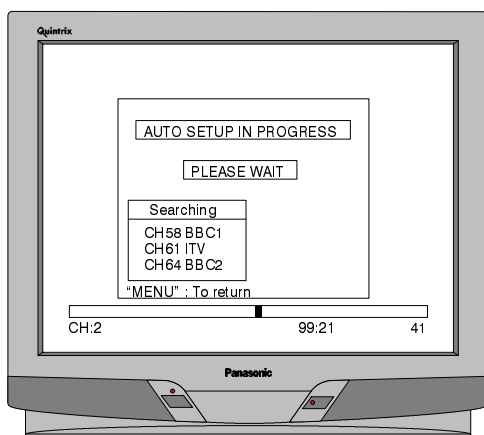 Quintrix
AUTO SETUP IN PROGRESS
PLEASE WAIT
Searching
CH58 BBC1
CH61 ITV
CH64 BBC2
“MENU” : To return
CH:2 99:21 41
Panasonic